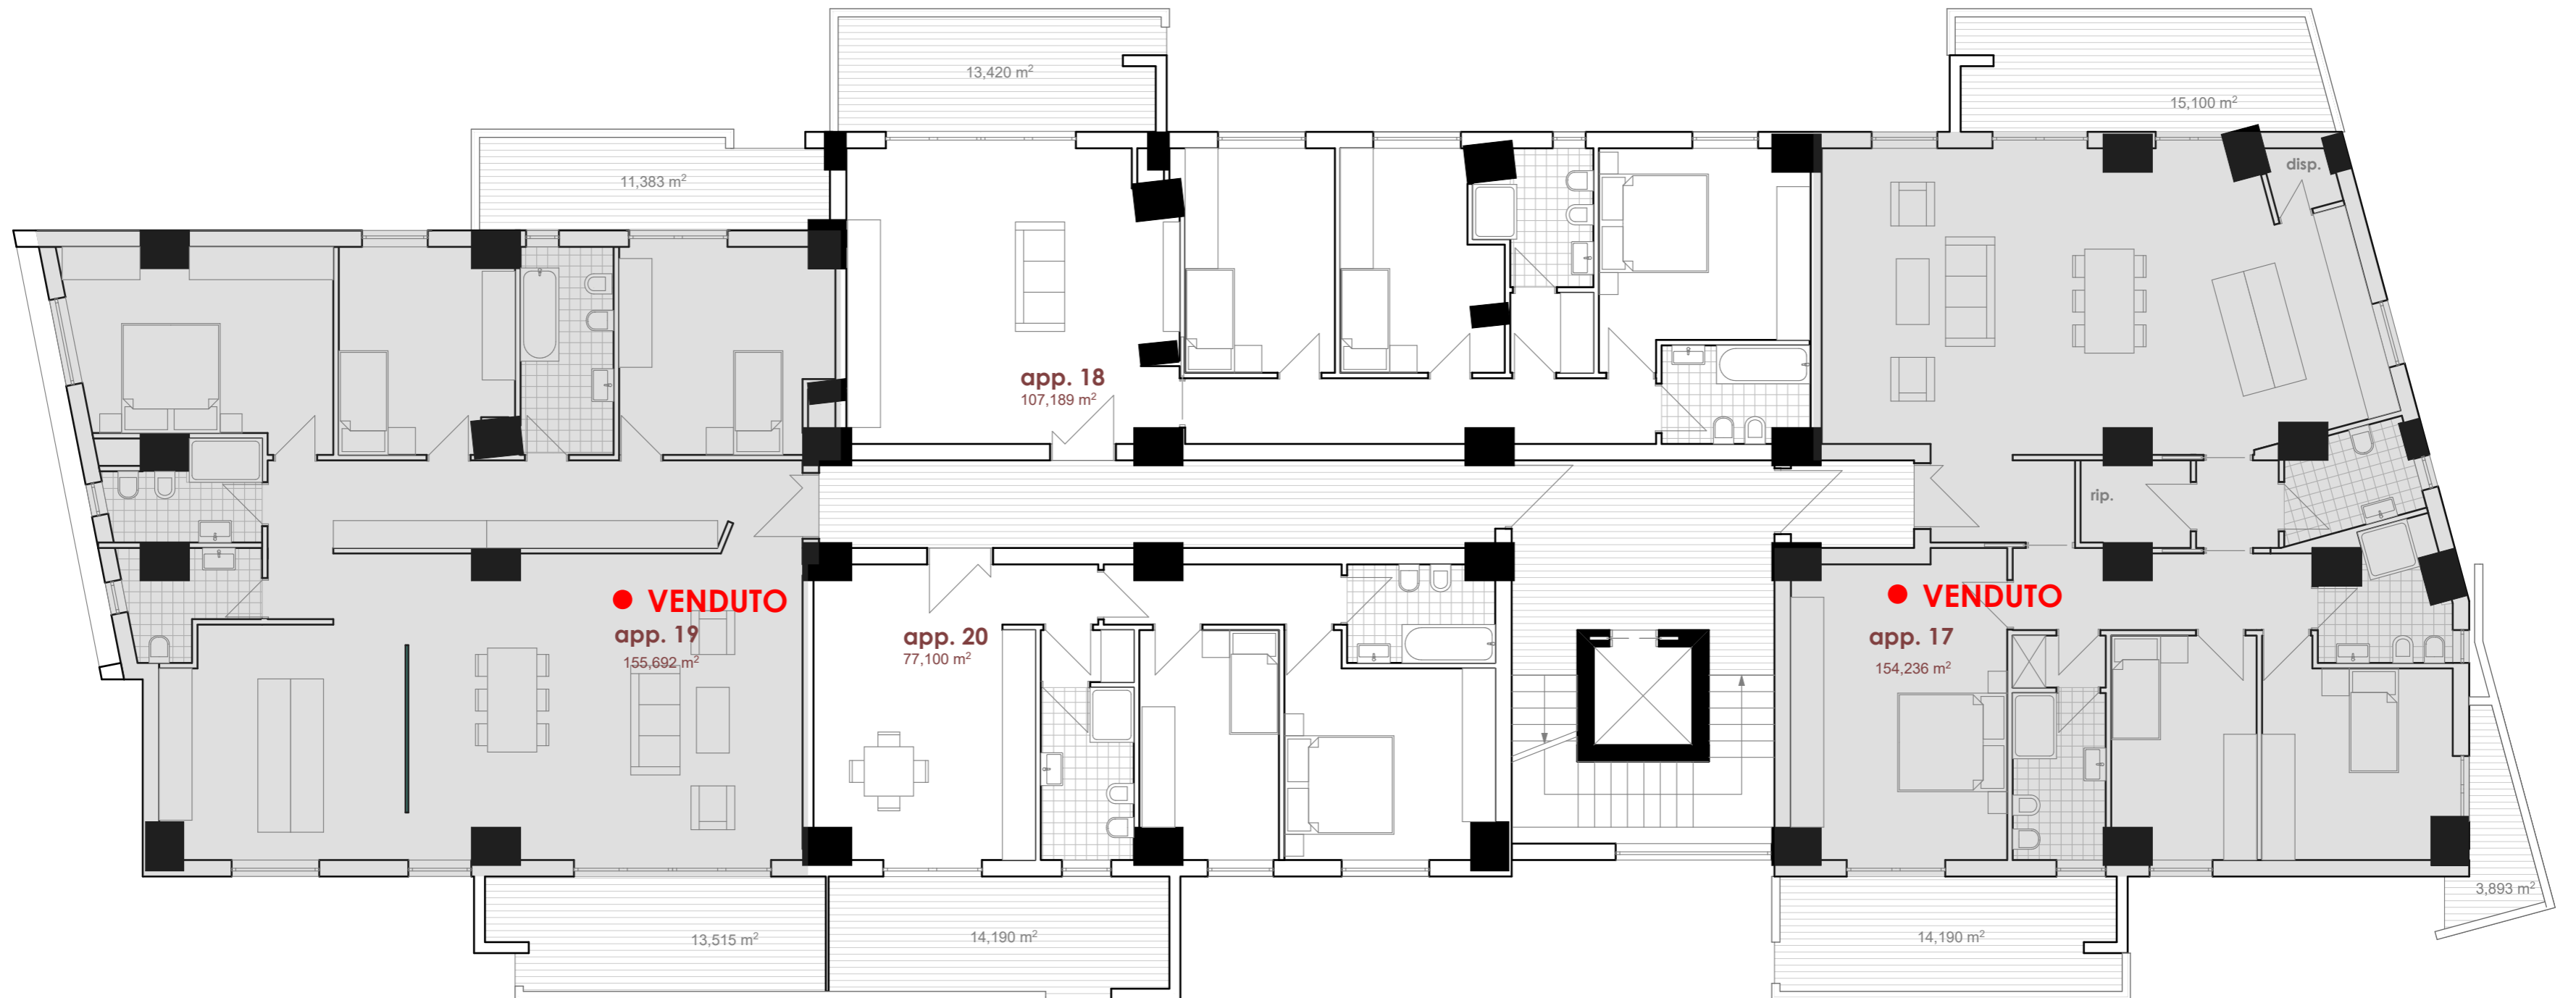 13,420 m²
15,100 m²
11,383 m²
disp.
app. 18
107,189 m²
rip.
VENDUTO
app. 19
155,692 m²
app. 20
77,100 m²
VENDUTO
app. 17
154,236 m²
3,893 m²
13,515 m²
14,190 m²
14,190 m²